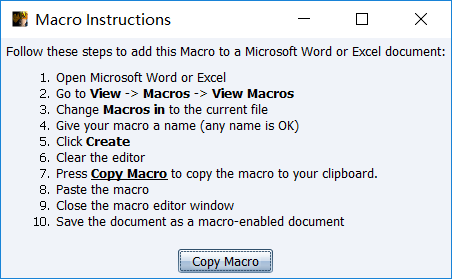 Macro Instructions
Follow these steps to add this Macro to a Microsoft Word or Excel document:
1. Open Microsoft Word or Excel
2. Go to View -> Macros -> View Macros
3. Change Macros in to the current file
4. Give your macro a name (any name is OK)
5. Click Create
6. Clear the editor
7. Press Copy Macro to copy the macro to your clipboard.
8. Paste the macro
9. Close the macro editor window
10. Save the document as a macro-enabled document
Copy Macro